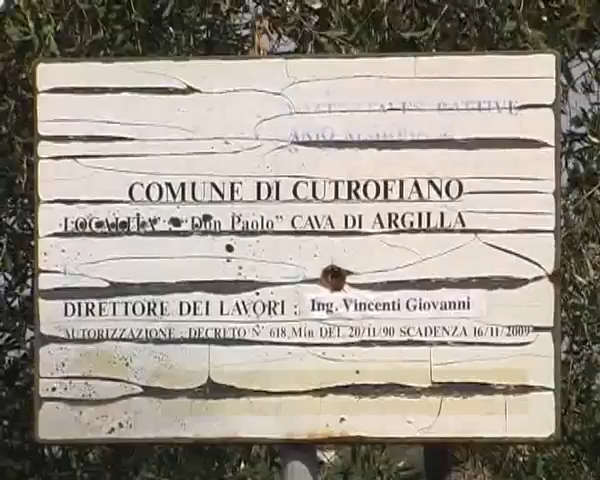 COMUNE DI CUTROFIANO
LOCALITA' "Don Paolo" CAVA DI ARGILLA
DIRETTORE DEI LAVORI : Ing. Vincenti Giovanni
AUTORIZZAZIONE : DECRETO N° 618 Min DEL 20/11/90 SCADENZA 16/11/2009